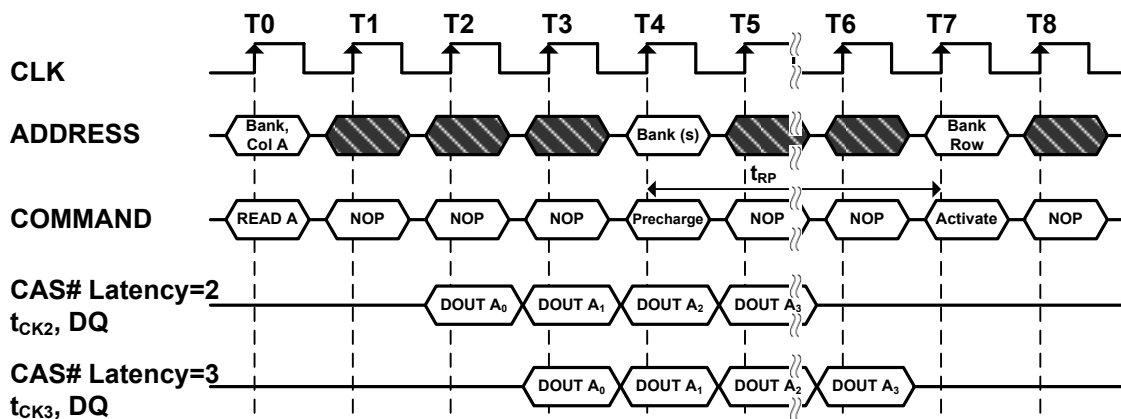 T0 T1 T2 T3 T4 T5 T6 T7 T8
CLK
ADDRESS
Bank,
Col A
Bank (s)
Bank
Row
tRP
COMMAND
READ A NOP NOP NOP Precharge NOP NOP Activate NOP
CAS# Latency=2
tCK2, DQ
DOUT A0 DOUT A1 DOUT A2 DOUT A3
CAS# Latency=3
tCK3, DQ
DOUT A0 DOUT A1 DOUT A2 DOUT A3